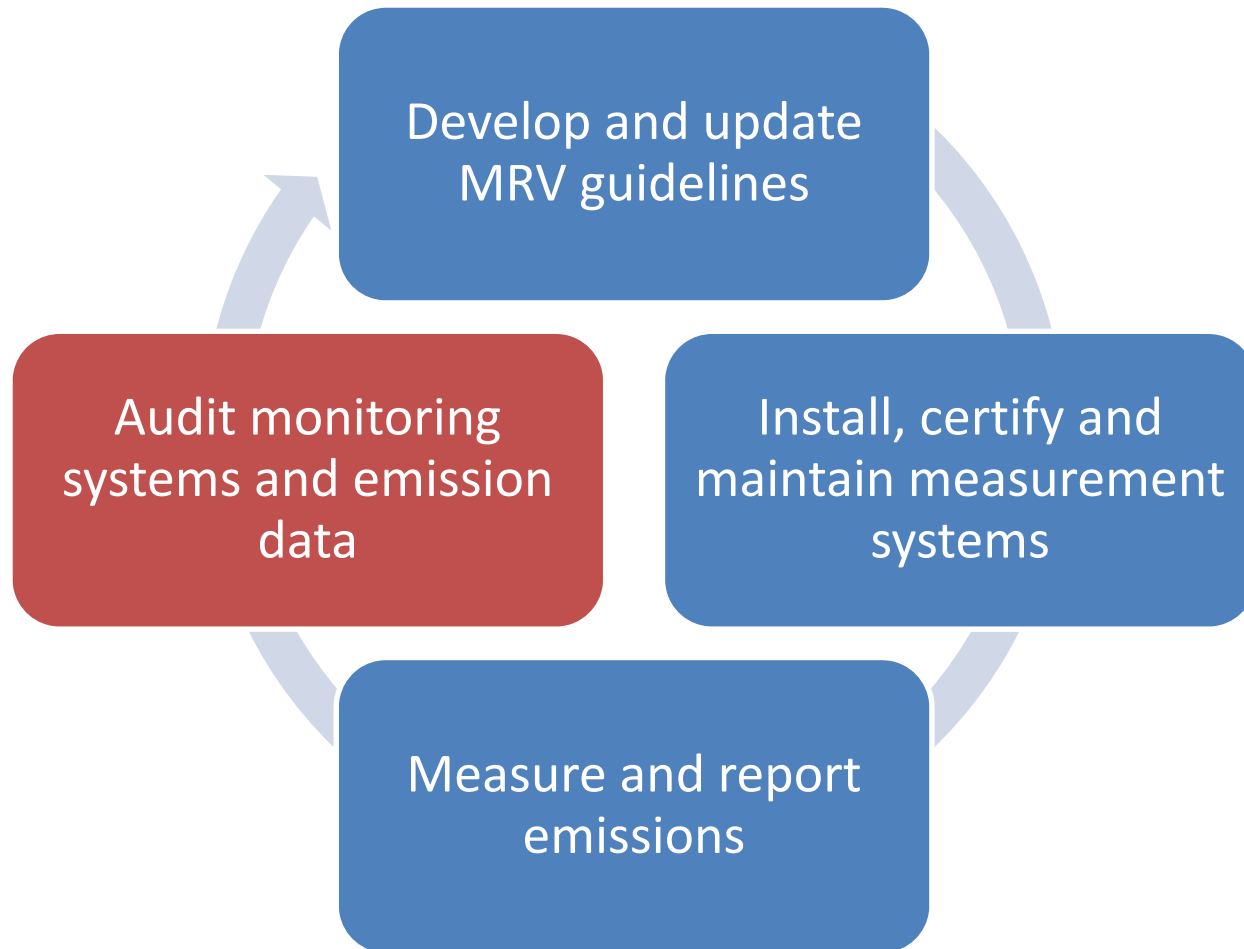 Develop and update
MRV guidelines
Install, certify and
maintain measurement
systems
Measure and report
emissions
Audit monitoring
systems and emission
data